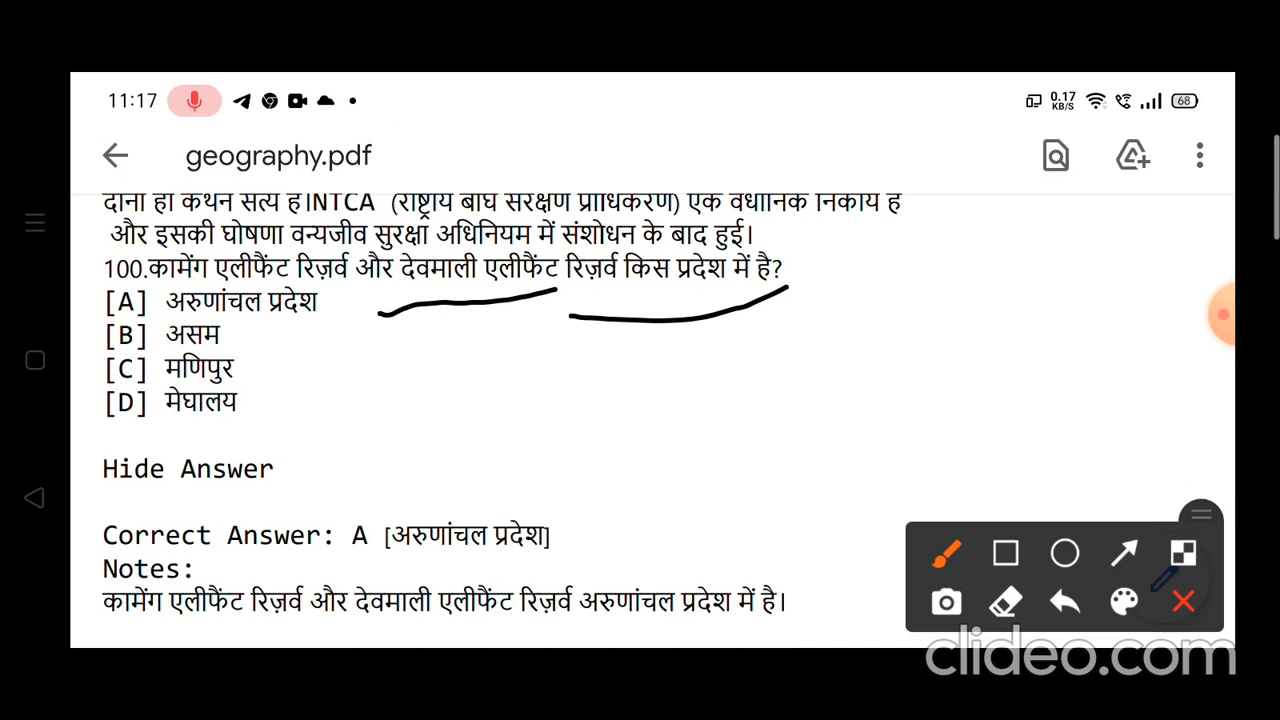 11:17
0.17
KB/S
68
geography.pdf
दोनों ही कथन सत्य है।NTCA (राष्ट्रीय बाघ संरक्षण प्राधिकरण) एक वैधानिक निकाय है
और इसकी घोषणा वन्यजीव सुरक्षा अधिनियम में संशोधन के बाद हुई।
100.कामेंग एलीफैंट रिज़र्व और देवमाली एलीफैंट रिज़र्व किस प्रदेश में है?
[A] अरुणांचल प्रदेश
[B] असम
[C] मणिपुर
[D] मेघालय
Hide Answer
Correct Answer: A [अरुणांचल प्रदेश]
Notes:
कामेंग एलीफैंट रिज़र्व और देवमाली एलीफैंट रिज़र्व अरुणांचल प्रदेश में है।
clideo.com